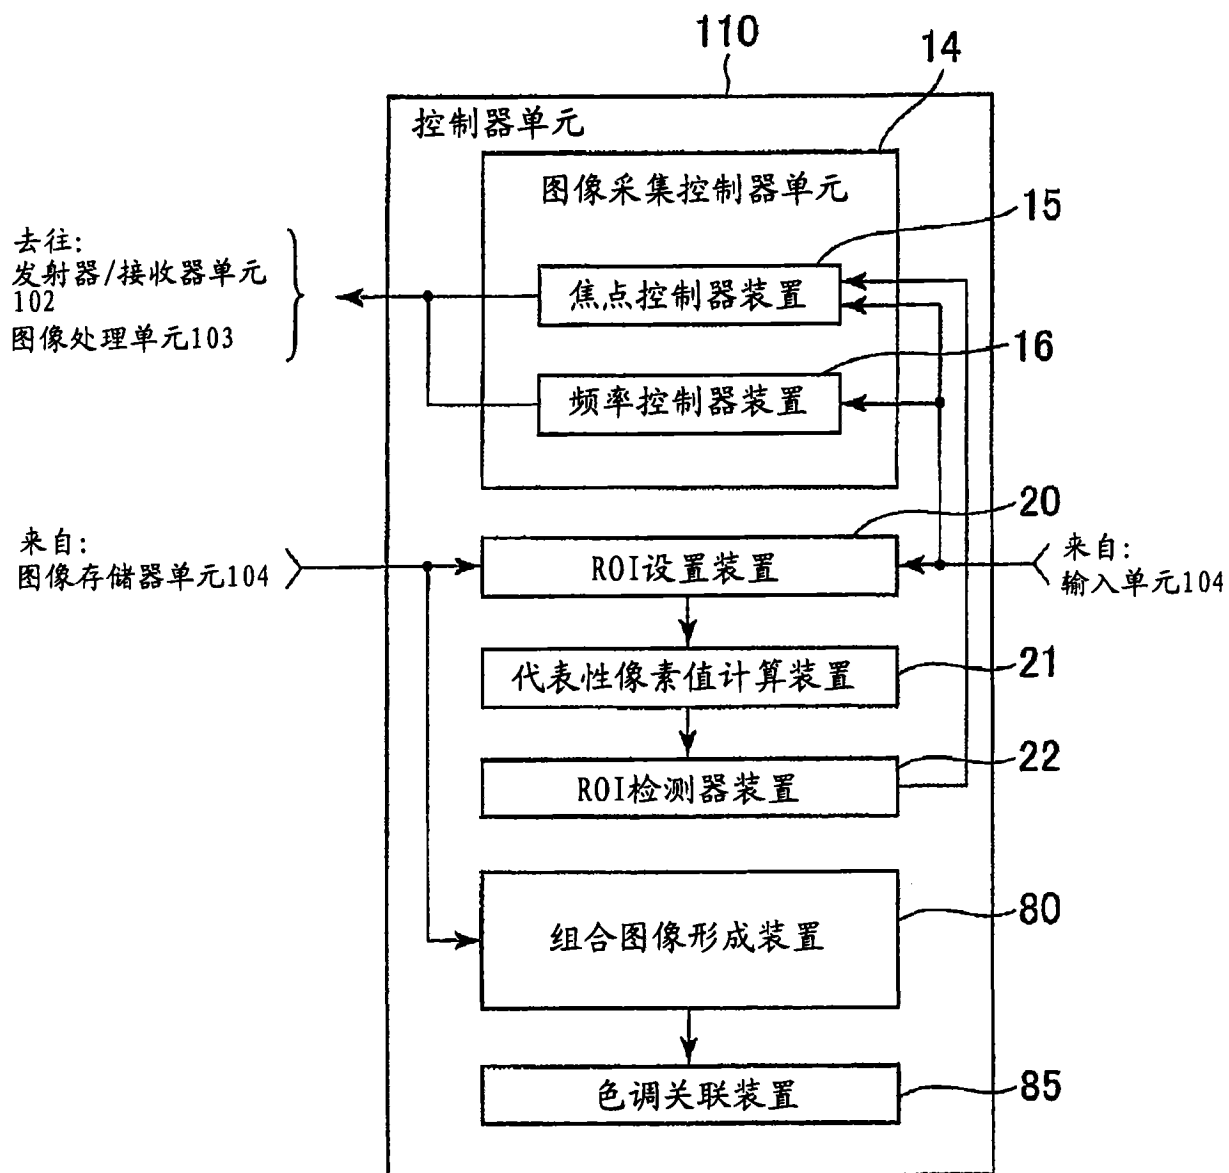 110
14
控制器单元
图像采集控制器单元
15
去往:
发射器/接收器单元
102
图像处理单元103
焦点控制器装置
16
频率控制器装置
20
来自:
图像存储器单元104
ROI设置装置
来自:
输入单元104
代表性像素值计算装置
21
ROI检测器装置
22
组合图像形成装置
80
色调关联装置
85